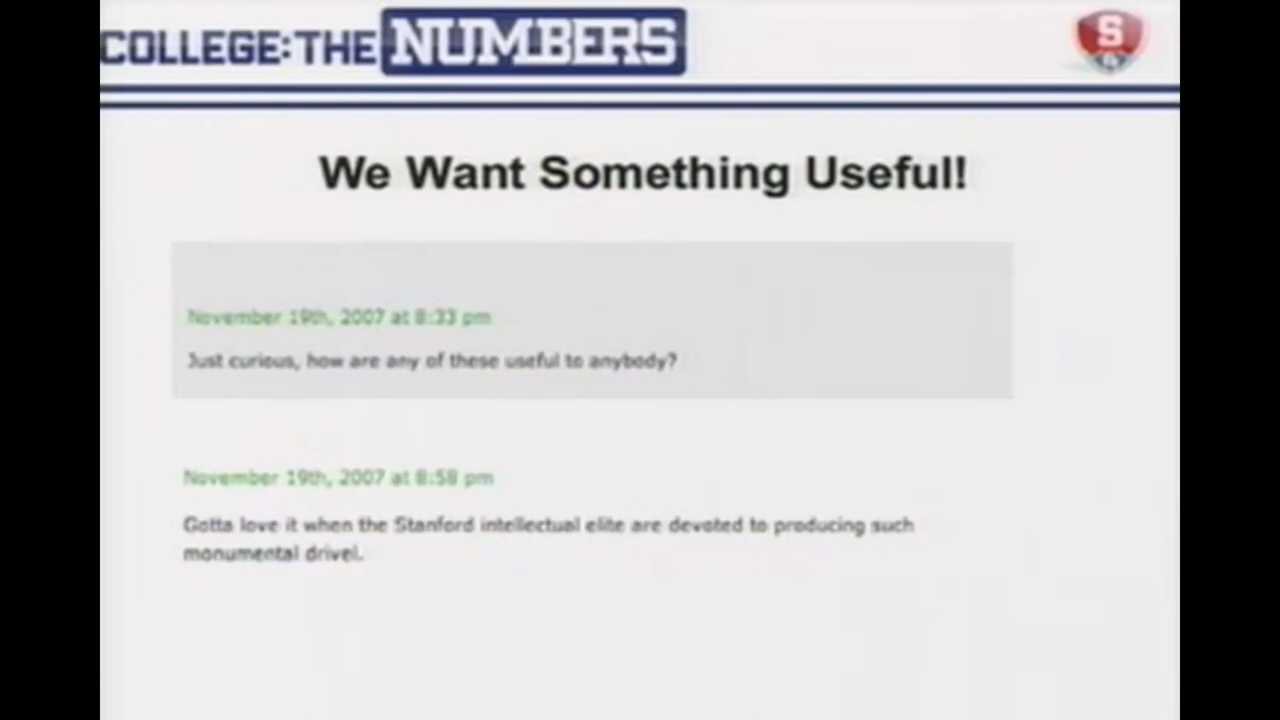 COLLEGE:THE NUMBERS
S
We Want Something Useful!
November 19th, 2007 at 8:33 pm
Just curious, how are any of these useful to anybody?
November 19th, 2007 at 8:58 pm
Gotta love it when the Stanford intellectual elite are devoted to producing such
monumental drivel.